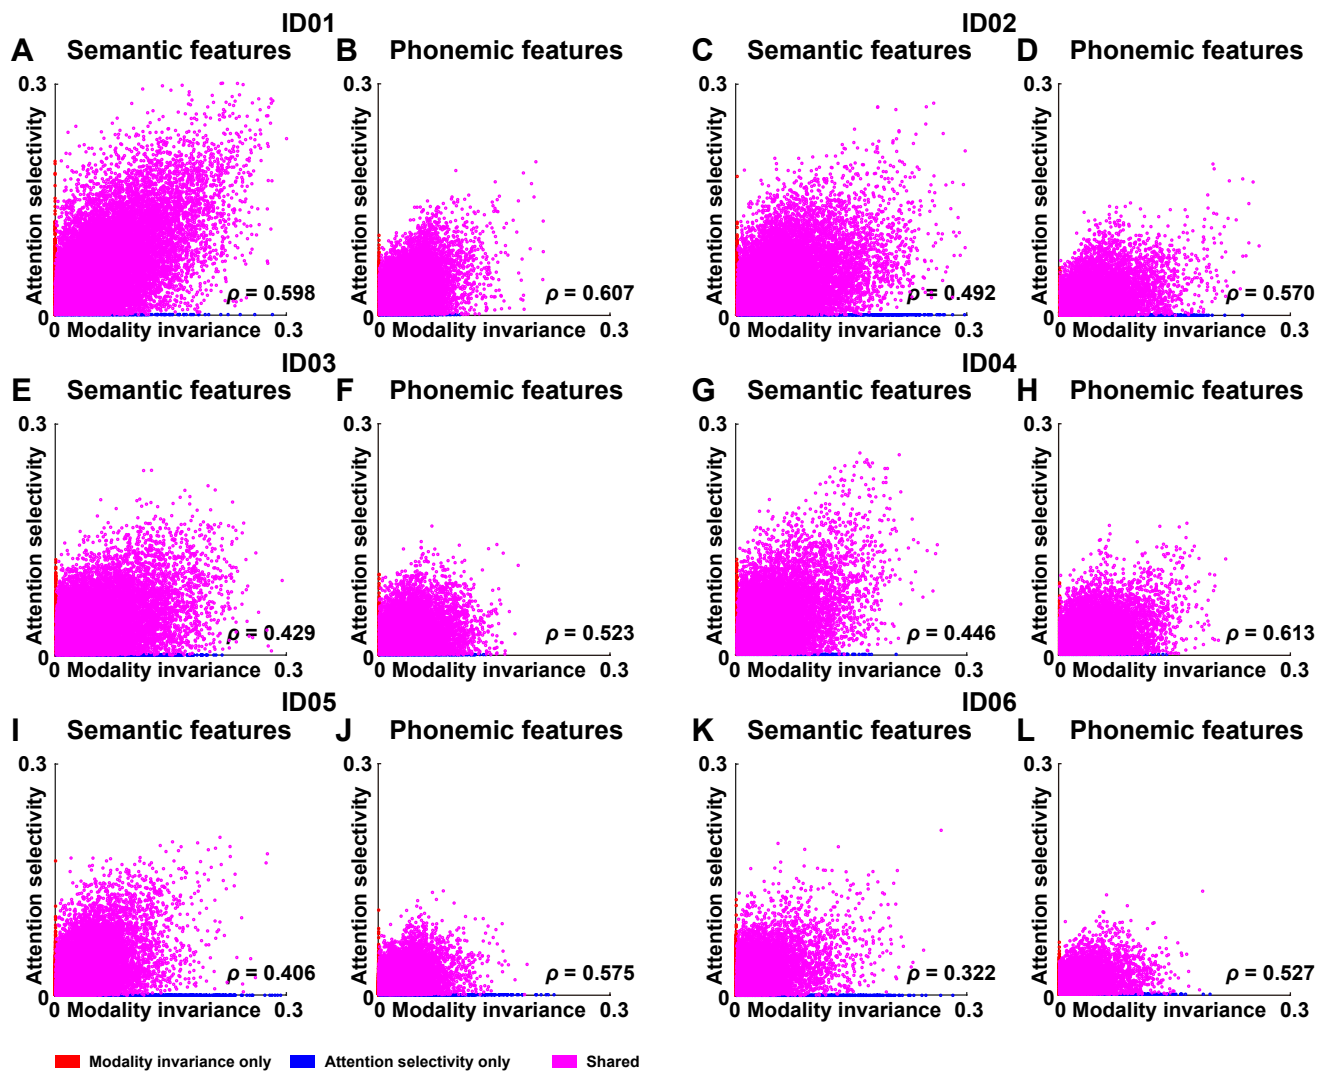 ID01
ID02
A Semantic features
B Phonemic features
C Semantic features
D Phonemic features
0.3
Attention selectivity
ρ = 0.598
0
0 Modality invariance 0.3
0.3
Attention selectivity
ρ = 0.607
0
0 Modality invariance 0.3
0.3
Attention selectivity
ρ = 0.492
0
0 Modality invariance 0.3
0.3
Attention selectivity
ρ = 0.570
0
0 Modality invariance 0.3
ID03
ID04
E Semantic features
F Phonemic features
G Semantic features
H Phonemic features
0.3
Attention selectivity
ρ = 0.429
0
0 Modality invariance 0.3
0.3
Attention selectivity
ρ = 0.523
0
0 Modality invariance 0.3
0.3
Attention selectivity
ρ = 0.446
0
0 Modality invariance 0.3
0.3
Attention selectivity
ρ = 0.613
0
0 Modality invariance 0.3
ID05
ID06
I Semantic features
J Phonemic features
K Semantic features
L Phonemic features
0.3
Attention selectivity
ρ = 0.406
0
0 Modality invariance 0.3
0.3
Attention selectivity
ρ = 0.575
0
0 Modality invariance 0.3
0.3
Attention selectivity
ρ = 0.322
0
0 Modality invariance 0.3
0.3
Attention selectivity
ρ = 0.527
0
0 Modality invariance 0.3
Modality invariance only
Attention selectivity only
Shared